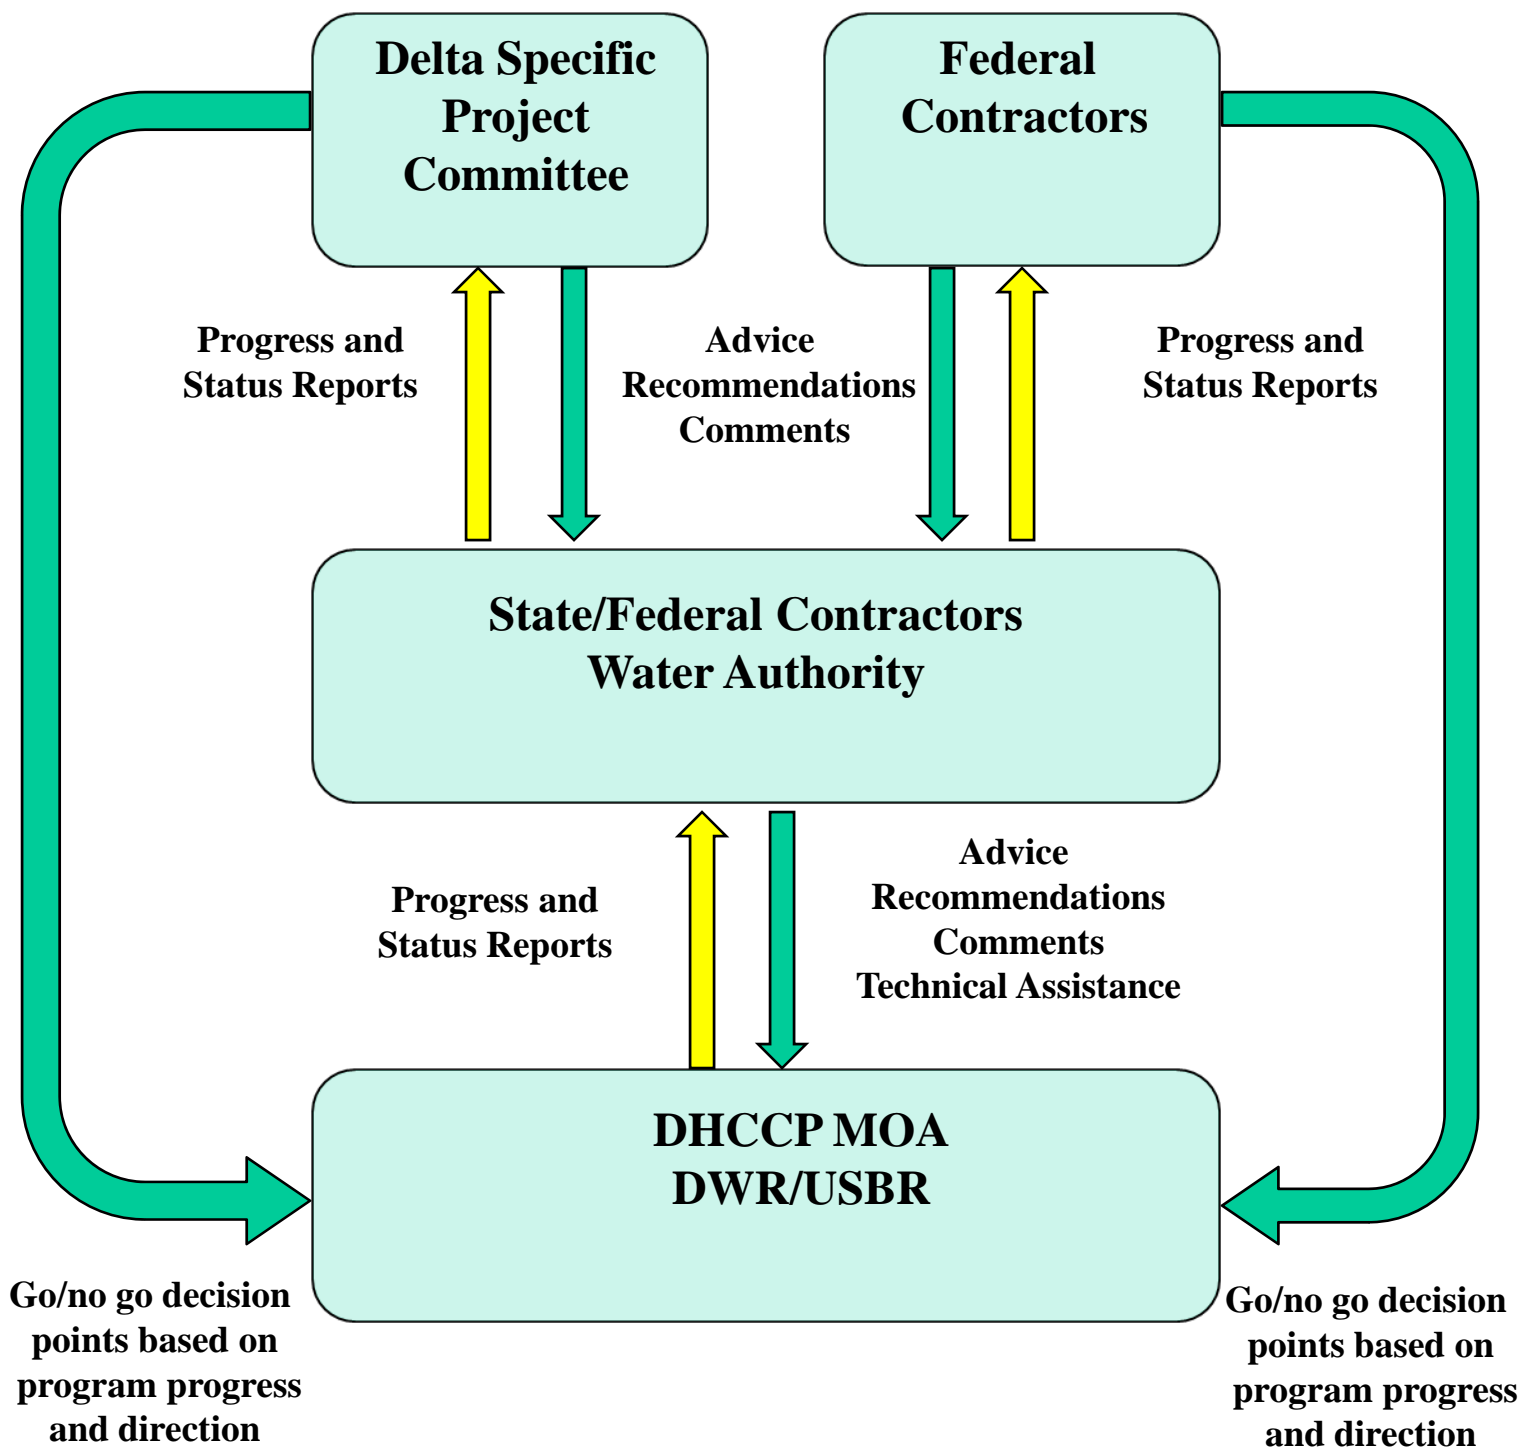 Delta Specific
Project
Committee
Federal
Contractors
Progress and
Status Reports
Advice
Recommendations
Comments
Progress and
Status Reports
State/Federal Contractors
Water Authority
Progress and
Status Reports
Advice
Recommendations
Comments
Technical Assistance
DHCCP MOA
DWR/USBR
Go/no go decision
points based on
program progress
and direction
Go/no go decision
points based on
program progress
and direction